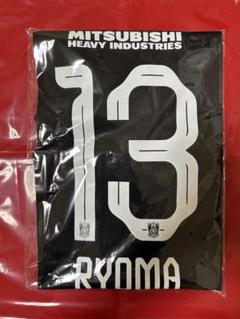 MITSUBISHI
HEAVY INDUSTRIES
13
RYOMA